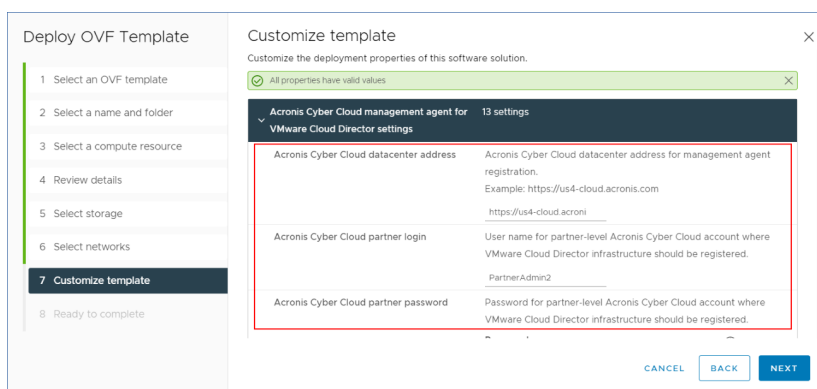 Deploy OVF Template
1 Select an OVF template
2 Select a name and folder
3 Select a compute resource
4 Review details
5 Select storage
6 Select networks
7 Customize template
8 Ready to complete
Customize template
Customize the deployment properties of this software solution.
All properties have valid values
Acronis Cyber Cloud management agent for
VMware Cloud Director settings
13 settings
Acronis Cyber Cloud datacenter address
Acronis Cyber Cloud datacenter address for management agent
registration.
Example: https://us4-cloud.acronis.com
https://us4-cloud.acroni
Acronis Cyber Cloud partner login
User name for partner-level Acronis Cyber Cloud account where
VMware Cloud Director infrastructure should be registered.
PartnerAdmin2
Acronis Cyber Cloud partner password
Password for partner-level Acronis Cyber Cloud account where
VMware Cloud Director infrastructure should be registered.
CANCEL BACK NEXT